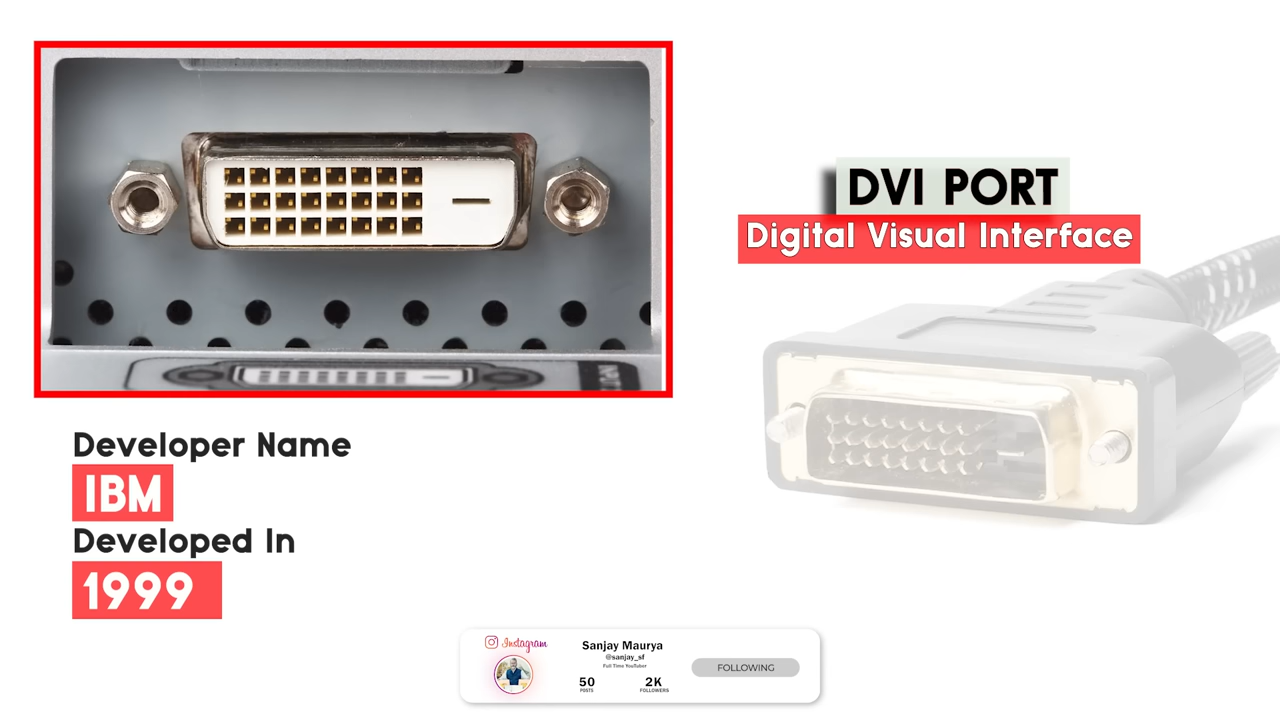 DVI PORT
Digital Visual Interface
Developer Name
IBM
Developed In
1999
Instagram
Sanjay Maurya
@sanjay_sf
Full Time YouTuber
50
POSTS
2K
FOLLOWERS
FOLLOWING